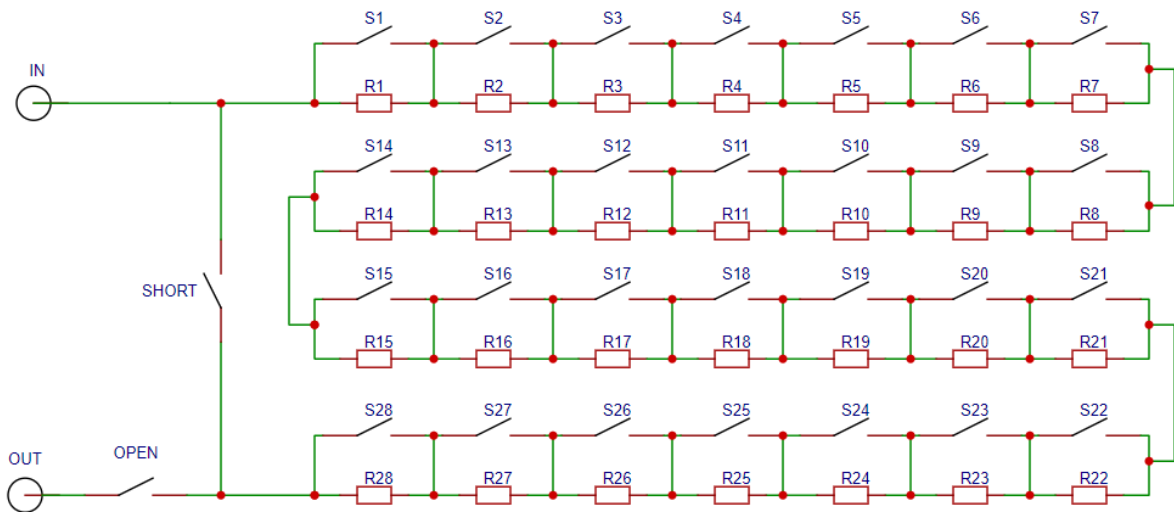 S1 S2 S3 S4 S5 S6 S7
IN
R1 R2 R3 R4 R5 R6 R7
S14 S13 S12 S11 S10 S9 S8
R14 R13 R12 R11 R10 R9 R8
S15 S16 S17 S18 S19 S20 S21
SHORT
R15 R16 R17 R18 R19 R20 R21
S28 S27 S26 S25 S24 S23 S22
OUT OPEN
R28 R27 R26 R25 R24 R23 R22